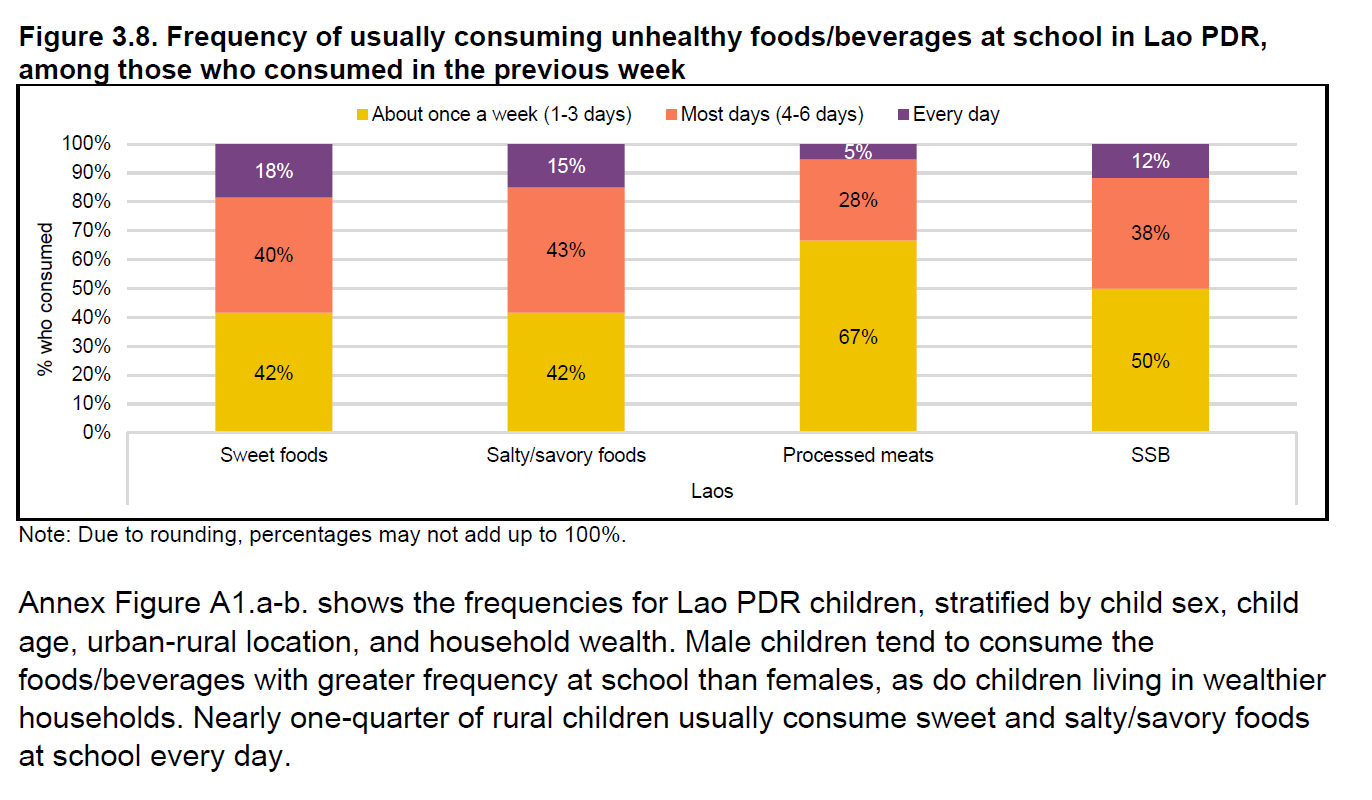 Figure 3.8. Frequency of usually consuming unhealthy foods/beverages at school in Lao PDR,
among those who consumed in the previous week
About once a week (1-3 days) Most days (4-6 days) Every day
100%
90%
80%
70%
60%
50%
40%
30%
20%
10%
0%
% who consumed
18% 15% 5% 12%
40% 43% 28% 38%
42% 42% 67% 50%
Sweet foods Salty/savory foods Processed meats SSB
Laos
Note: Due to rounding, percentages may not add up to 100%.
Annex Figure A1.a-b. shows the frequencies for Lao PDR children, stratified by child sex, child
age, urban-rural location, and household wealth. Male children tend to consume the
foods/beverages with greater frequency at school than females, as do children living in wealthier
households. Nearly one-quarter of rural children usually consume sweet and salty/savory foods
at school every day.